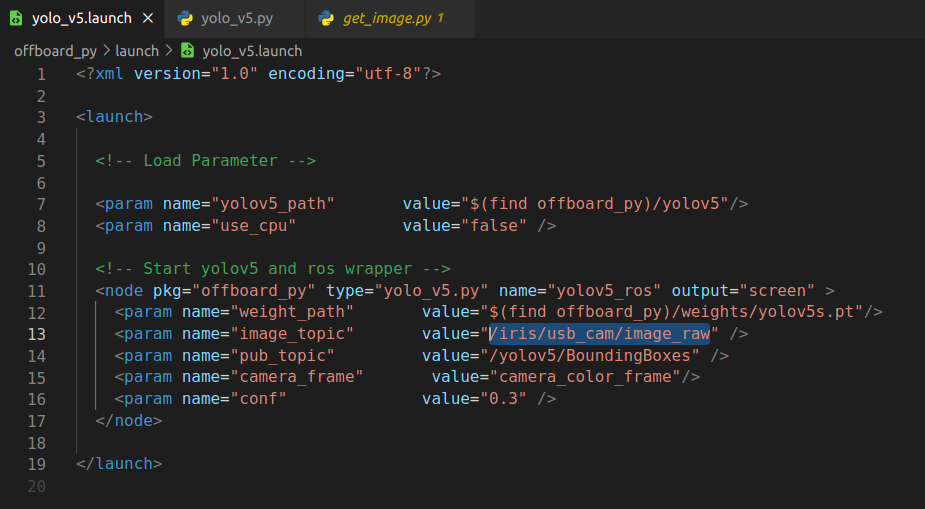 yolo_v5.launch × yolo_v5.py get_image.py 1
offboard_py > launch > yolo_v5.launch
1 <?xml version="1.0" encoding="utf-8"?>
2
3 <launch>
4
5 <!-- Load Parameter -->
6
7 <param name="yolov5_path" value="$(find offboard_py)/yolov5"/>
8 <param name="use_cpu" value="false" />
9
10 <!-- Start yolov5 and ros wrapper -->
11 <node pkg="offboard_py" type="yolo_v5.py" name="yolov5_ros" output="screen" >
12 <param name="weight_path" value="$(find offboard_py)/weights/yolov5s.pt"/>
13 <param name="image_topic" value="/iris/usb_cam/image_raw" />
14 <param name="pub_topic" value="/yolov5/BoundingBoxes" />
15 <param name="camera_frame" value="camera_color_frame"/>
16 <param name="conf" value="0.3" />
17 </node>
18
19 </launch>
20